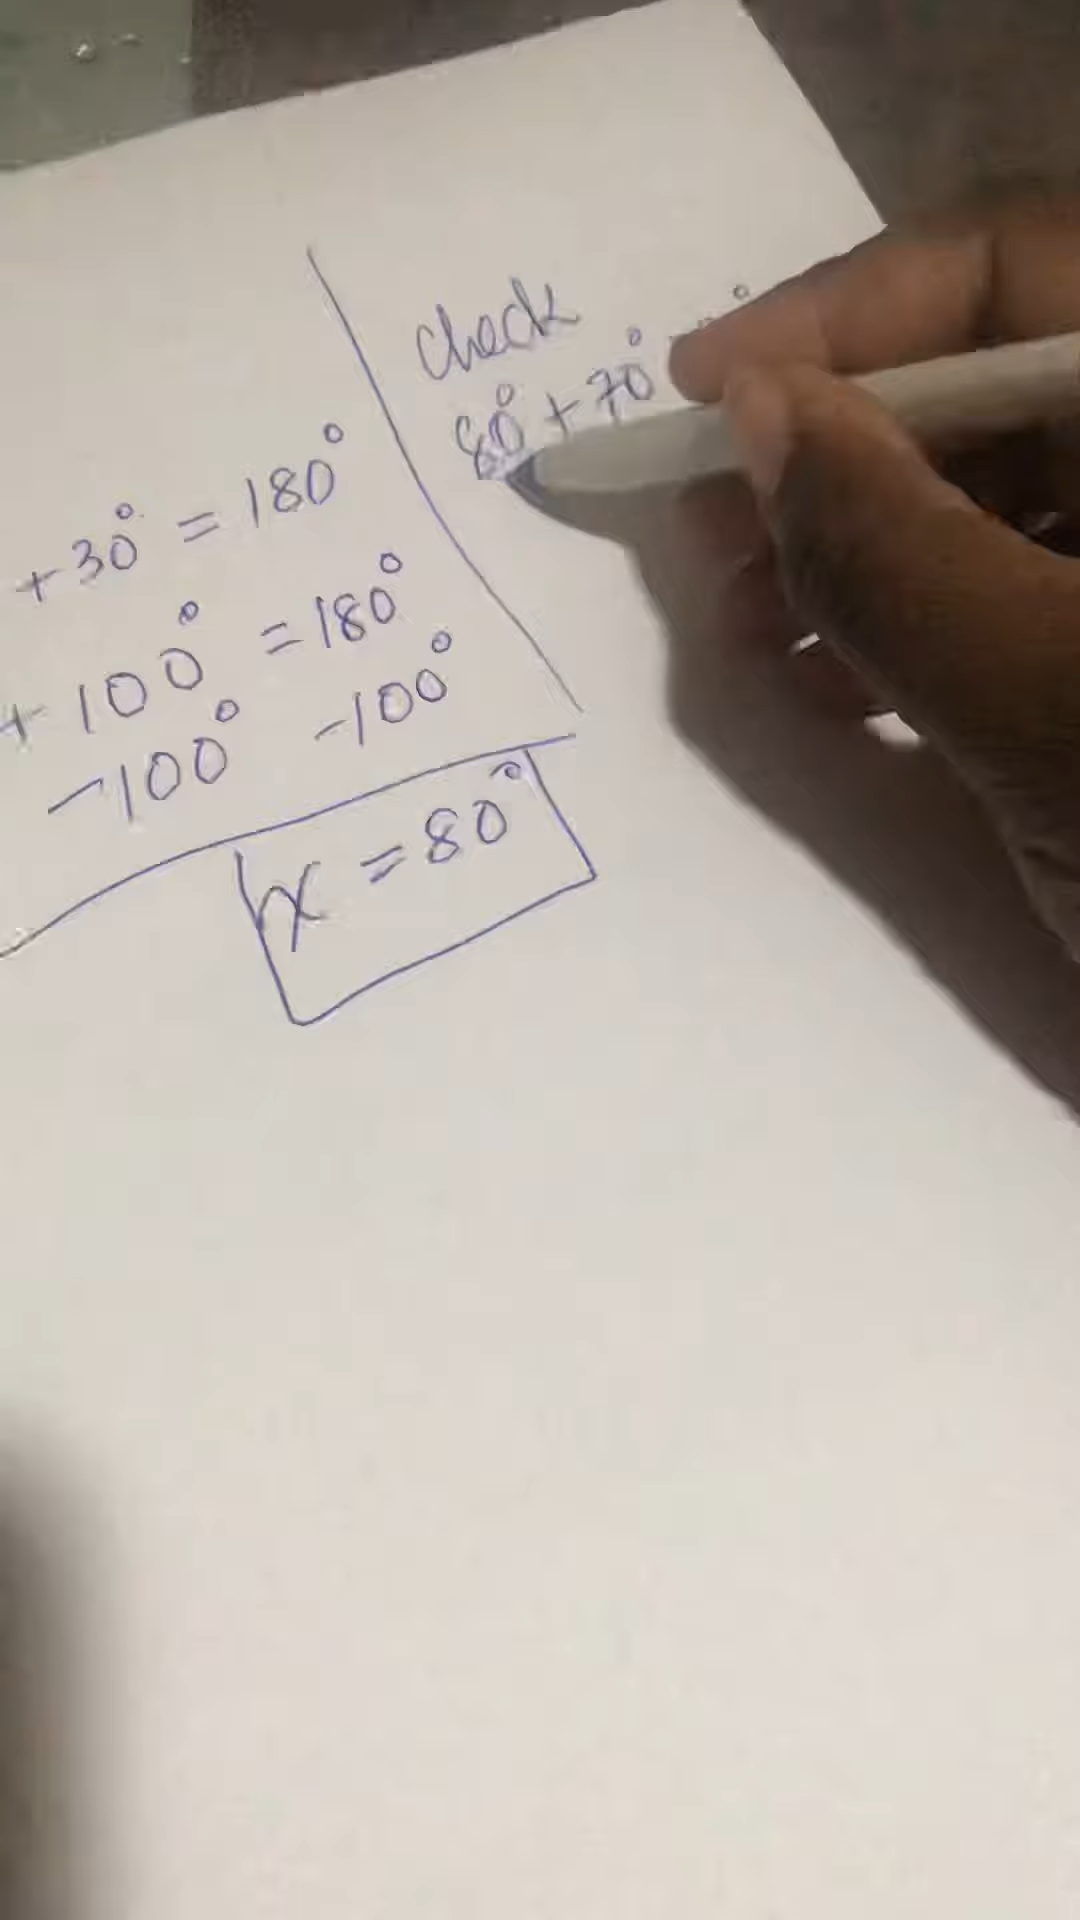 +30° = 180°
+ 100° = 180°
-100° -100°
x = 80°
Check
80° + 70°